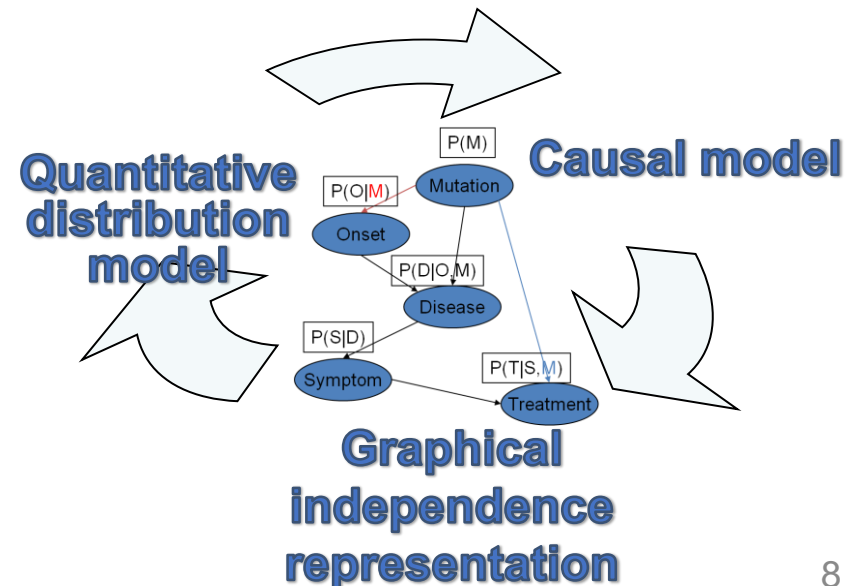 P(M)
Causal model
Quantitative
distribution
model
P(O|M)
Mutation
Onset
P(D|O,M)
Disease
P(S|D)
Symptom
P(T|S,M)
Treatment
Graphical
independence
representation
8